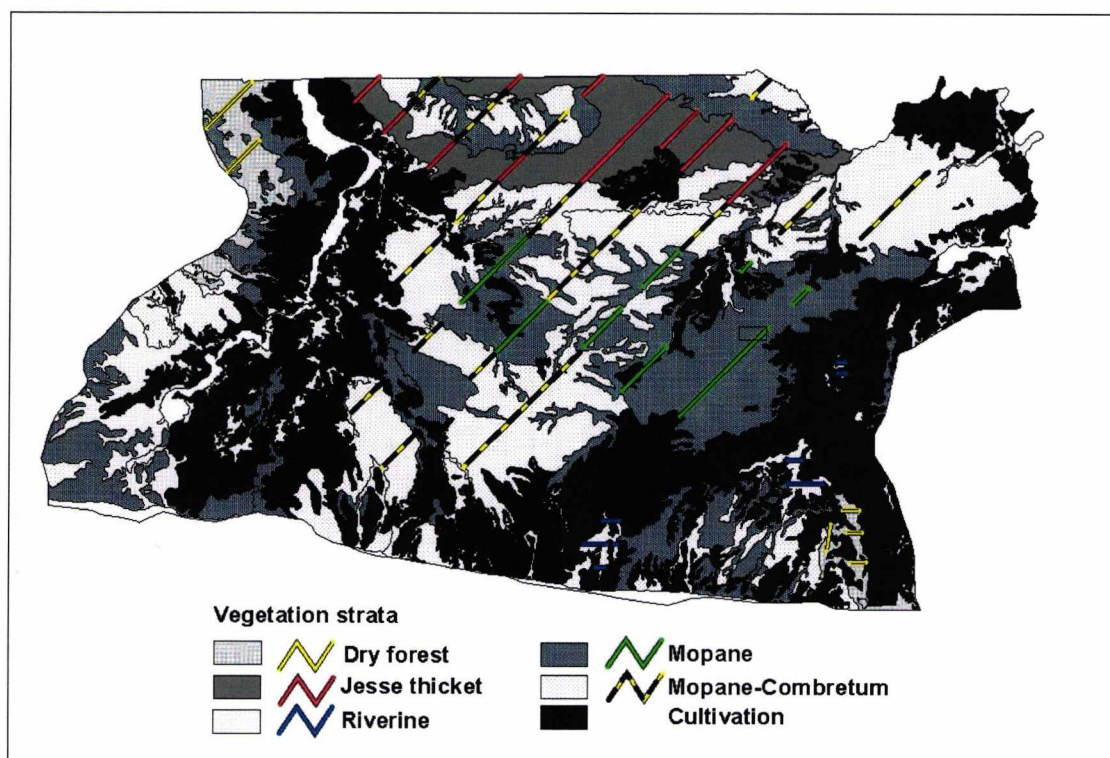 Vegetation strata
Dry forest
Jesse thicket
Riverine
Mopane
Mopane-Combretum
Cultivation